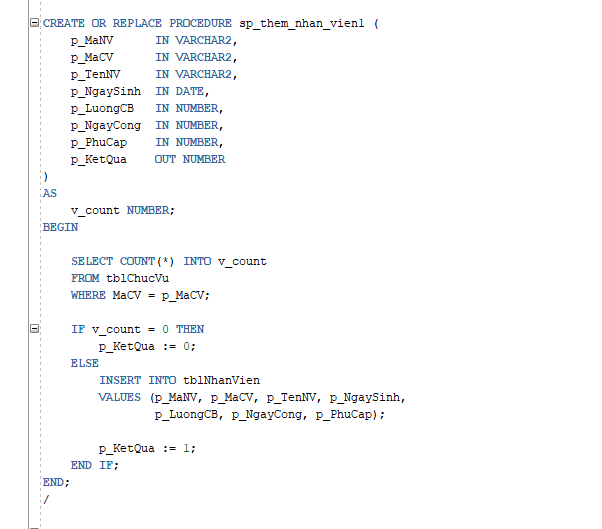 CREATE OR REPLACE PROCEDURE sp_them_nhan_vien1 (
    p_MaNV      IN VARCHAR2,
    p_MaCV      IN VARCHAR2,
    p_TenNV     IN VARCHAR2,
    p_NgaySinh  IN DATE,
    p_LuongCB   IN NUMBER,
    p_NgayCong  IN NUMBER,
    p_PhuCap    IN NUMBER,
    p_KetQua    OUT NUMBER
)
AS
    v_count NUMBER;
BEGIN
    SELECT COUNT(*) INTO v_count
    FROM tblChucVu
    WHERE MaCV = p_MaCV;
    IF v_count = 0 THEN
        p_KetQua := 0;
    ELSE
        INSERT INTO tblNhanVien
        VALUES (p_MaNV, p_MaCV, p_TenNV, p_NgaySinh,
                p_LuongCB, p_NgayCong, p_PhuCap);
        p_KetQua := 1;
    END IF;
END;
/